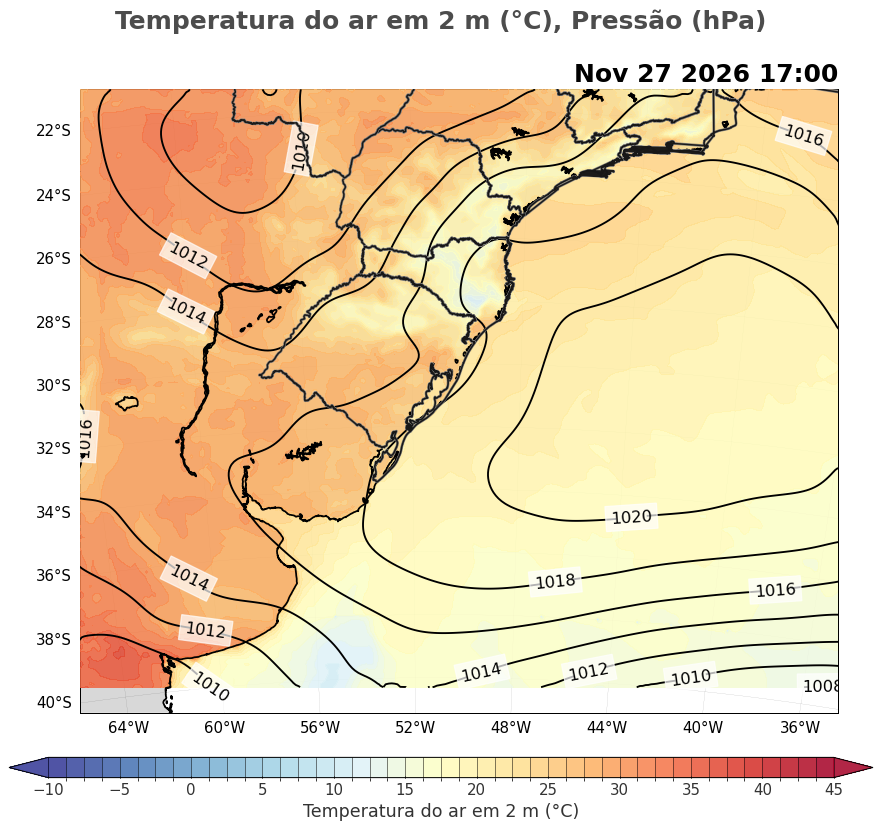 Temperatura do ar em 2 m (°C), Pressão (hPa)
Nov 27 2026 17:00
22°S
24°S
26°S
28°S
30°S
32°S
34°S
36°S
38°S
40°S
1016
1010
1012
1014
1016
1020
1018
1016
1014
1012
1014
1012
1010
1010
1008
64°W
60°W
56°W
52°W
48°W
44°W
40°W
36°W
−10
−5
0
5
10
15
20
25
30
35
40
45
Temperatura do ar em 2 m (°C)